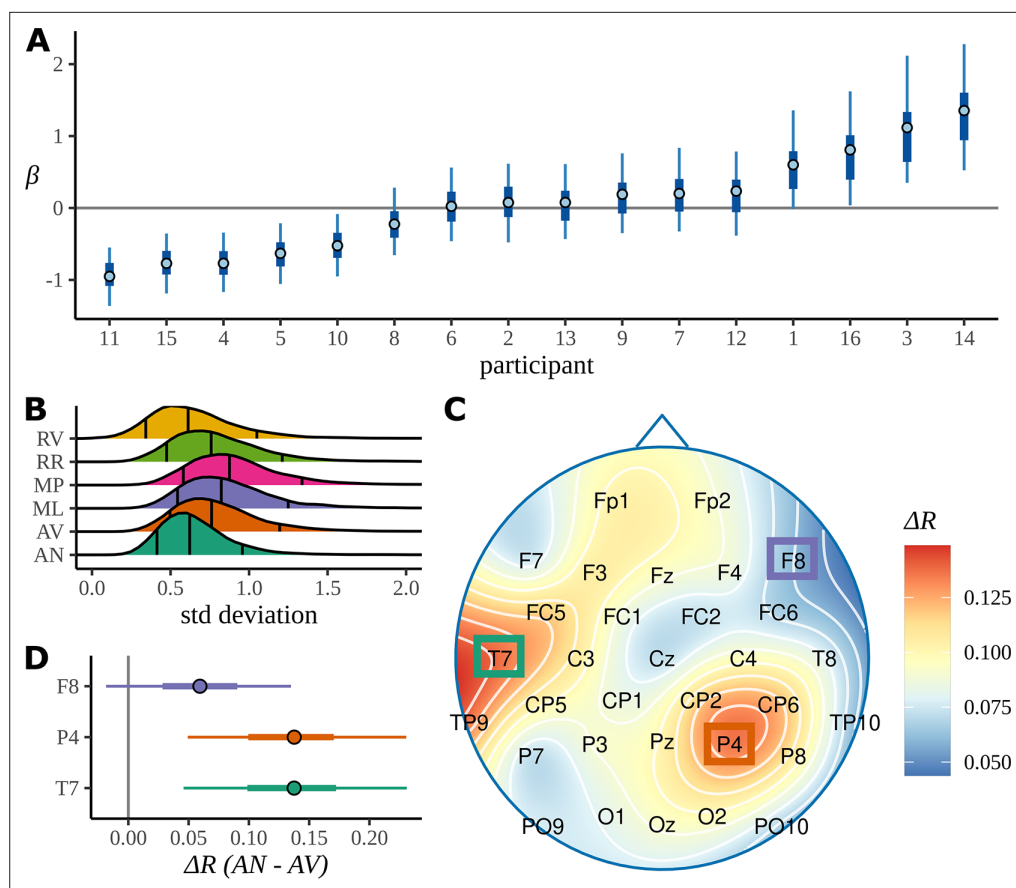 A
2
1
0
-1
β
11 15 4 5 10 8 6 2 13 9 7 12 1 16 3 14
participant
B
RV
RR
MP
ML
AV
AN
0.0 0.5 1.0 1.5 2.0
std deviation
C
Fp1 Fp2
F7 F3 Fz F4 F8
FC5 FC1 FC2 FC6
T7 C3 Cz C4 T8
CP5 CP1 CP2 CP6
TP9 TP10
P7 P3 Pz P4 P8
PO9 O1 Oz O2 PO10
ΔR
0.125
0.100
0.075
0.050
D
F8
P4
T7
0.00 0.05 0.10 0.15 0.20
ΔR (AN - AV)